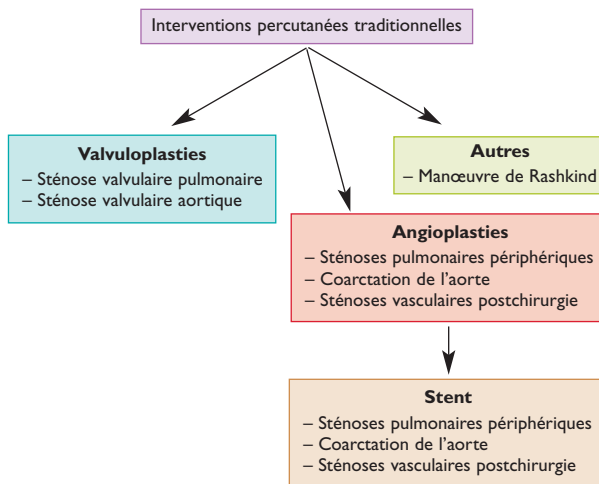 Interventions percutanées traditionnelles
Valvuloplasties
– Sténose valvulaire pulmonaire
– Sténose valvulaire aortique
Autres
– Manœuvre de Rashkind
Angioplasties
– Sténoses pulmonaires périphériques
– Coarctation de l'aorte
– Sténoses vasculaires postchirurgie
Stent
– Sténoses pulmonaires périphériques
– Coarctation de l'aorte
– Sténoses vasculaires postchirurgie